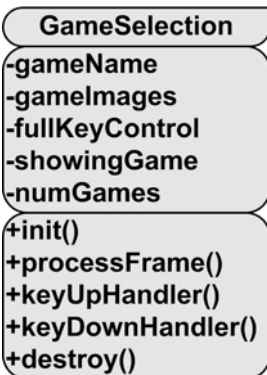 GameSelection
-gameName
-gameImages
-fullKeyControl
-showingGame
-numGames
+init()
+processFrame()
+keyUpHandler()
+keyDownHandler()
+destroy()